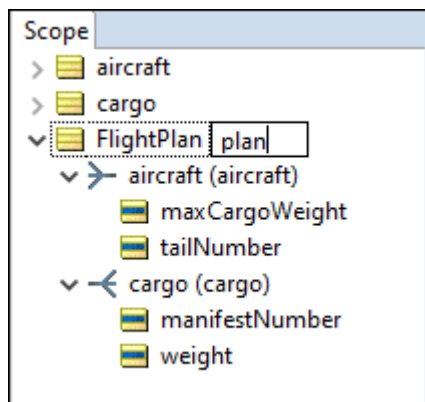 Scope
aircraft
cargo
FlightPlan plan
aircraft (aircraft)
maxCargoWeight
tailNumber
cargo (cargo)
manifestNumber
weight